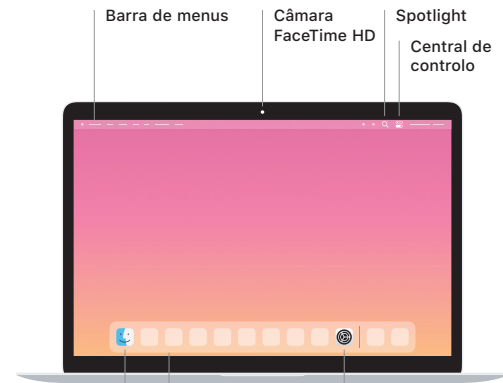 Barra de menus
Câmara
FaceTime HD
Spotlight
Central de
controlo